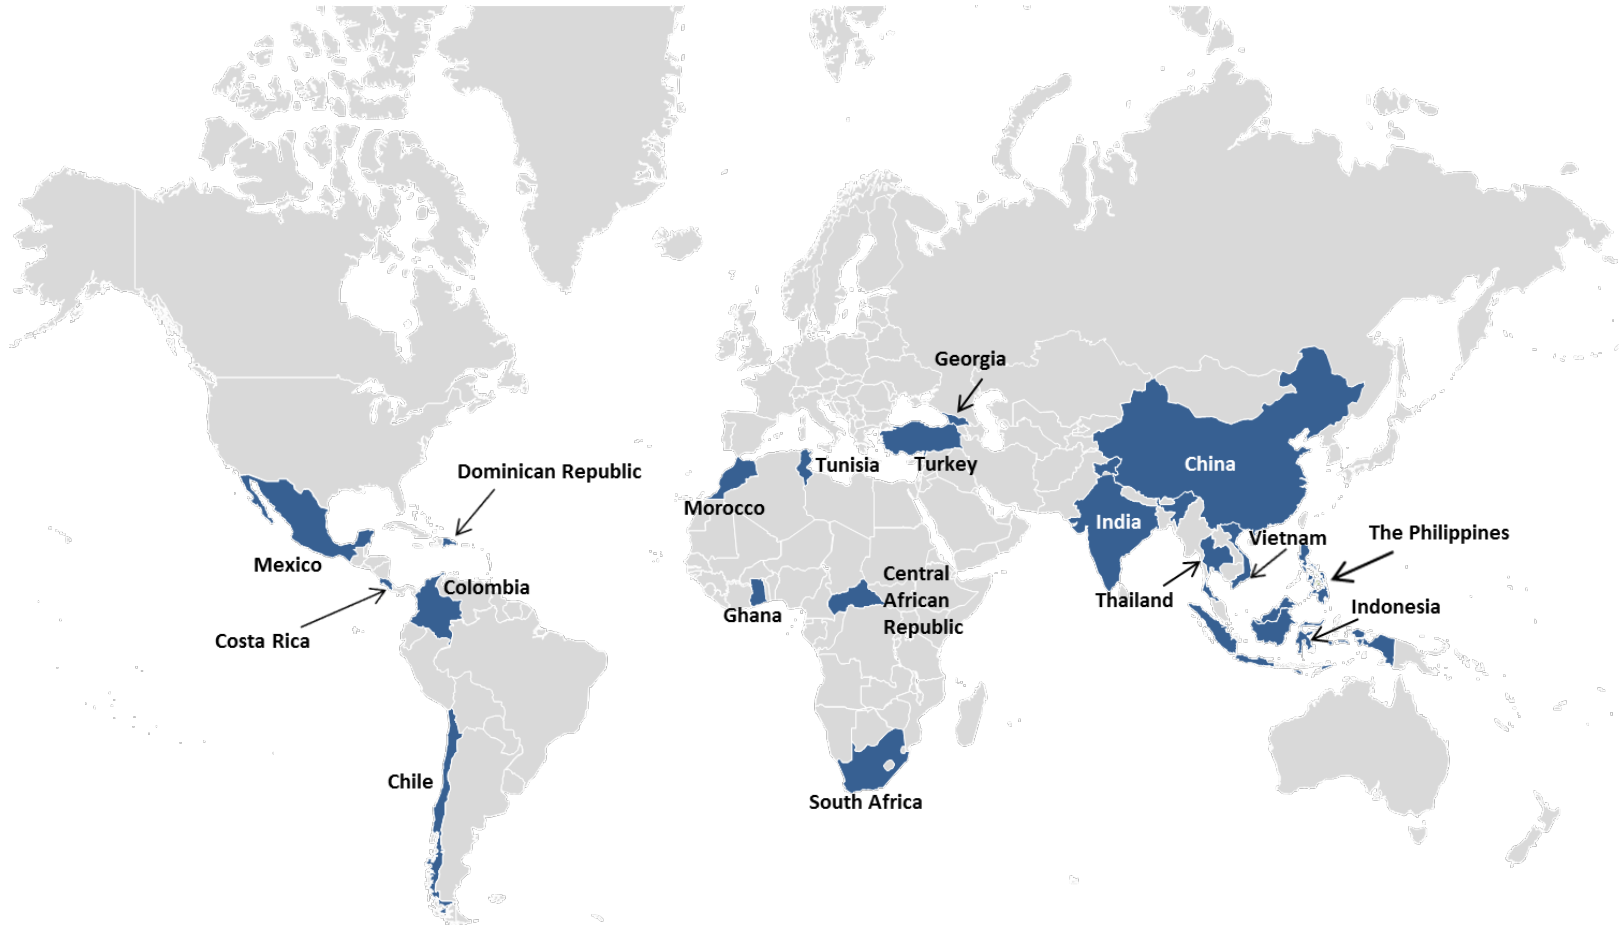 Georgia
Dominican Republic
Tunisia
Turkey
China
Morocco
India
Mexico
Vietnam
The Philippines
Colombia
Central
African
Republic
Ghana
Thailand
Indonesia
Costa Rica
Chile
South Africa